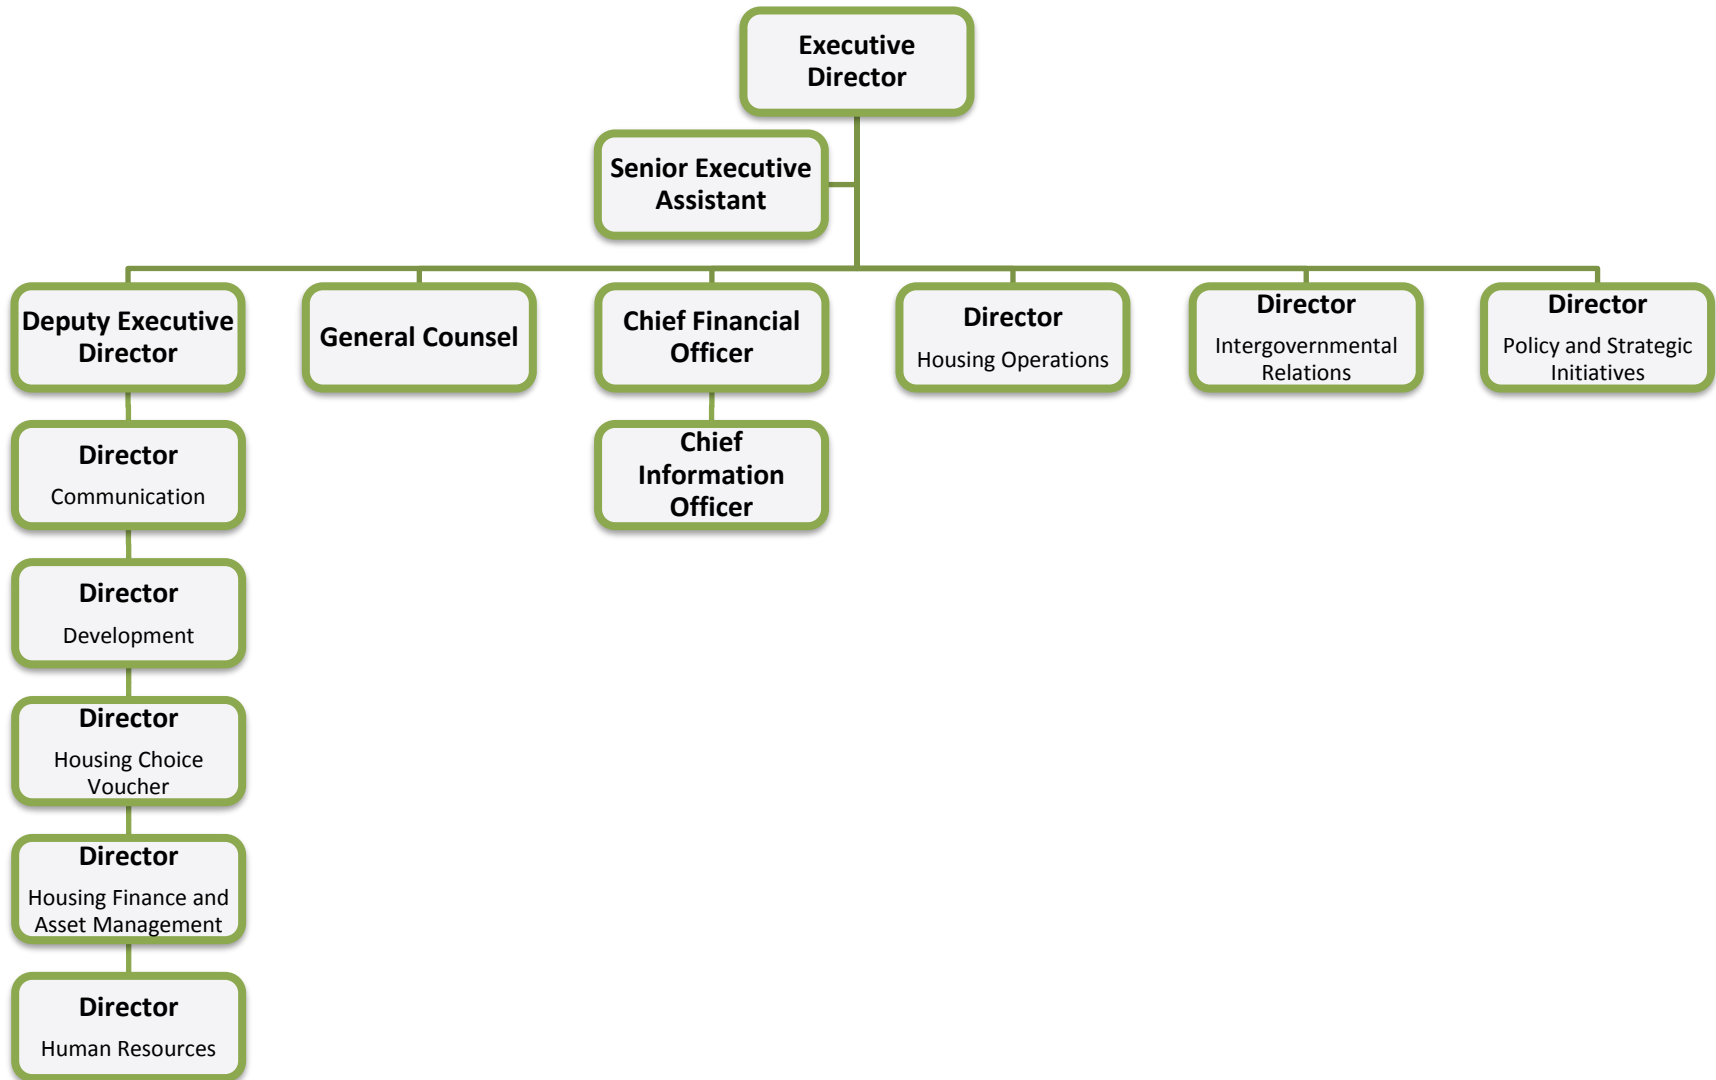 Executive
Director
Senior Executive
Assistant
Deputy Executive
Director
General Counsel
Chief Financial
Officer
Director
Housing Operations
Director
Intergovernmental
Relations
Director
Policy and Strategic
Initiatives
Director
Communication
Chief
Information
Officer
Director
Development
Director
Housing Choice
Voucher
Director
Housing Finance and
Asset Management
Director
Human Resources